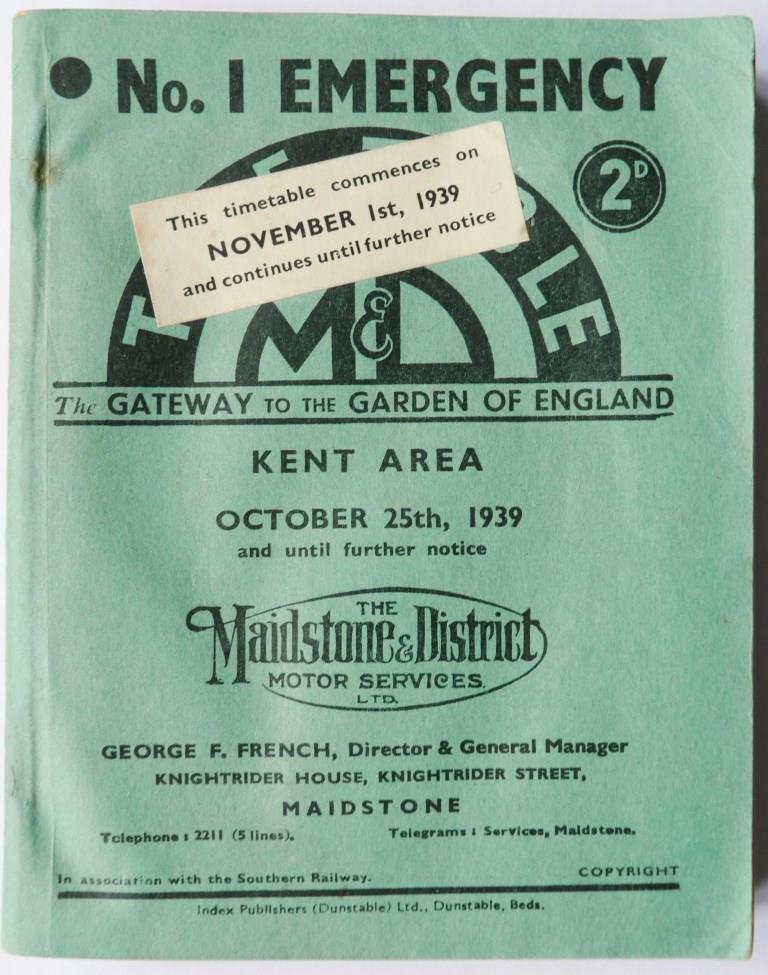 No. 1 EMERGENCY
2D
This timetable commences on
NOVEMBER 1st, 1939
and continues until further notice
M&D
The GATEWAY TO THE GARDEN OF ENGLAND
KENT AREA
OCTOBER 25th, 1939
and until further notice
THE
Maidstone & District
MOTOR SERVICES.
LTD.
GEORGE F. FRENCH, Director & General Manager
KNIGHTRIDER HOUSE, KNIGHTRIDER STREET,
MAIDSTONE
Telephone : 2211 (5 lines).
Telegrams : Services, Maidstone.
In association with the Southern Railway.
COPYRIGHT
Index Publishers (Dunstable) Ltd., Dunstable, Beds.